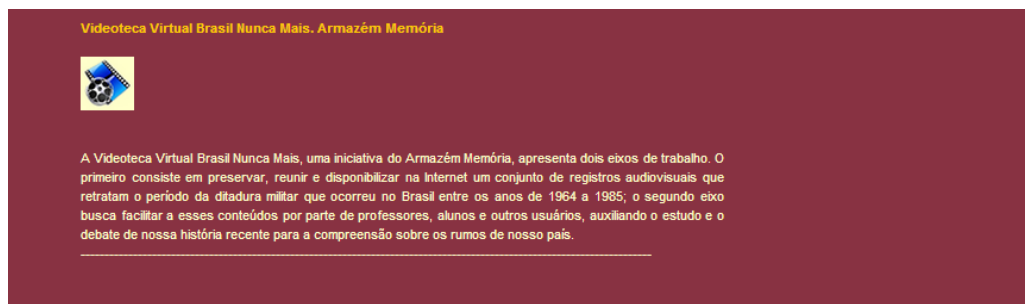 Videoteca Virtual Brasil Nunca Mais. Armazém Memória
A Videoteca Virtual Brasil Nunca Mais, uma iniciativa do Armazém Memória, apresenta dois eixos de trabalho. O
primeiro consiste em preservar, reunir e disponibilizar na Internet um conjunto de registros audiovisuais que
retratam o período da ditadura militar que ocorreu no Brasil entre os anos de 1964 a 1985; o segundo eixo
busca facilitar a esses conteúdos por parte de professores, alunos e outros usuários, auxiliando o estudo e o
debate de nossa história recente para a compreensão sobre os rumos de nosso país.